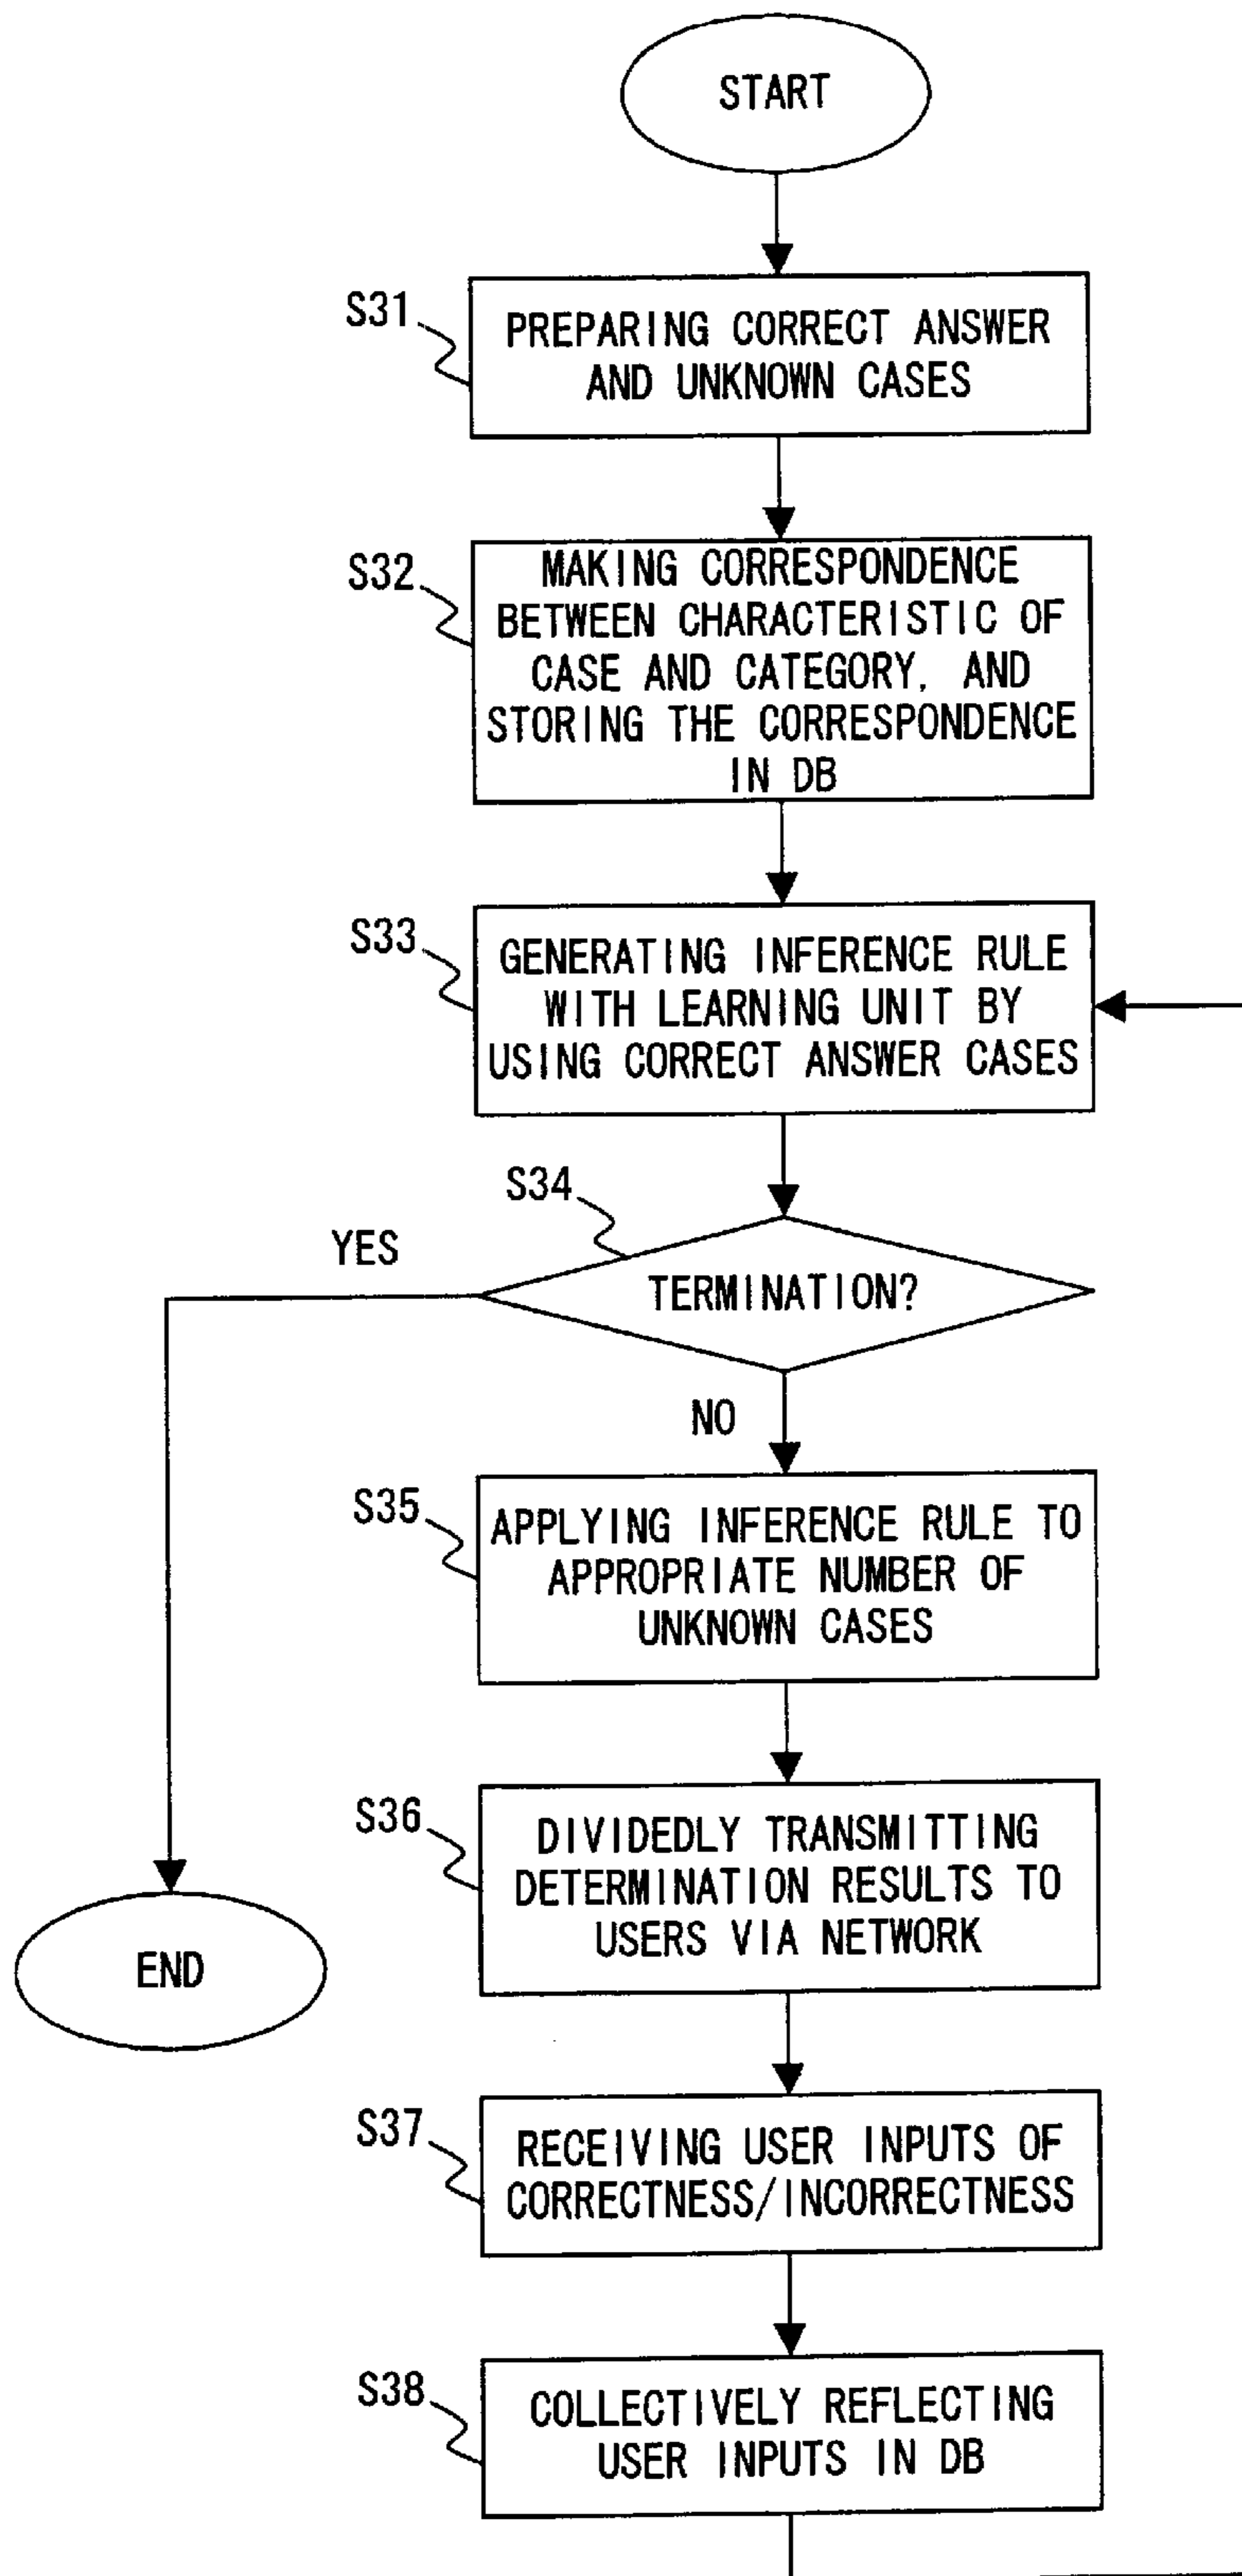 START
S31
PREPARING CORRECT ANSWER
AND UNKNOWN CASES
S32
MAKING CORRESPONDENCE
BETWEEN CHARACTERISTIC OF
CASE AND CATEGORY, AND
STORING THE CORRESPONDENCE
IN DB
S33
GENERATING INFERENCE RULE
WITH LEARNING UNIT BY
USING CORRECT ANSWER CASES
S34
YES
TERMINATION?
NO
S35
APPLYING INFERENCE RULE TO
APPROPRIATE NUMBER OF
UNKNOWN CASES
S36
DIVIDEDLY TRANSMITTING
DETERMINATION RESULTS TO
USERS VIA NETWORK
END
S37
RECEIVING USER INPUTS OF
CORRECTNESS/INCORRECTNESS
S38
COLLECTIVELY REFLECTING
USER INPUTS IN DB